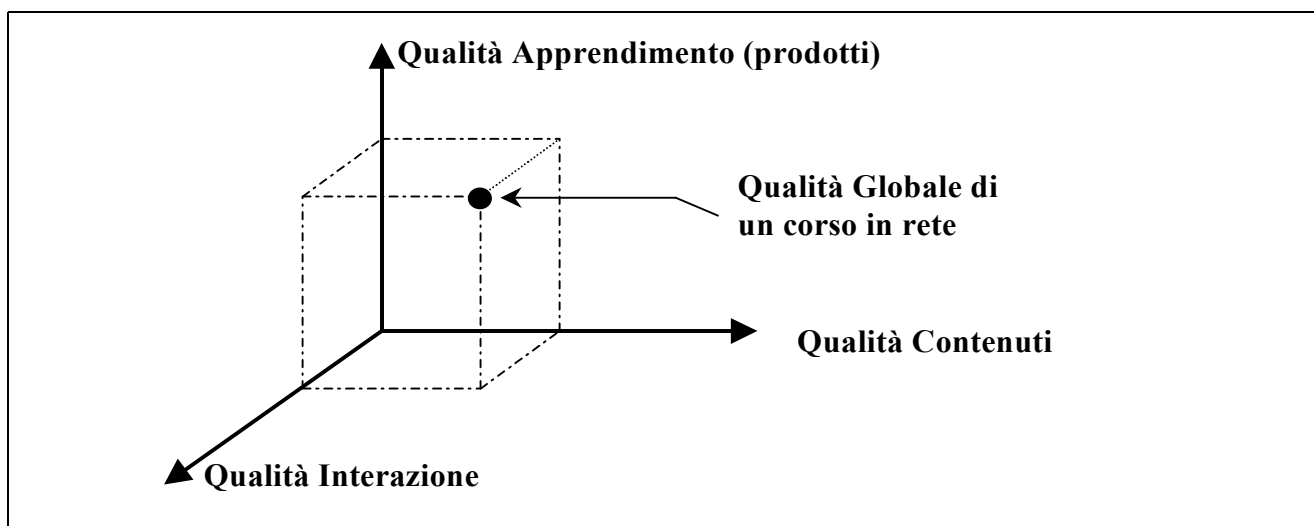 Qualità Apprendimento (prodotti)
Qualità Globale di
un corso in rete
Qualità Contenuti
Qualità Interazione